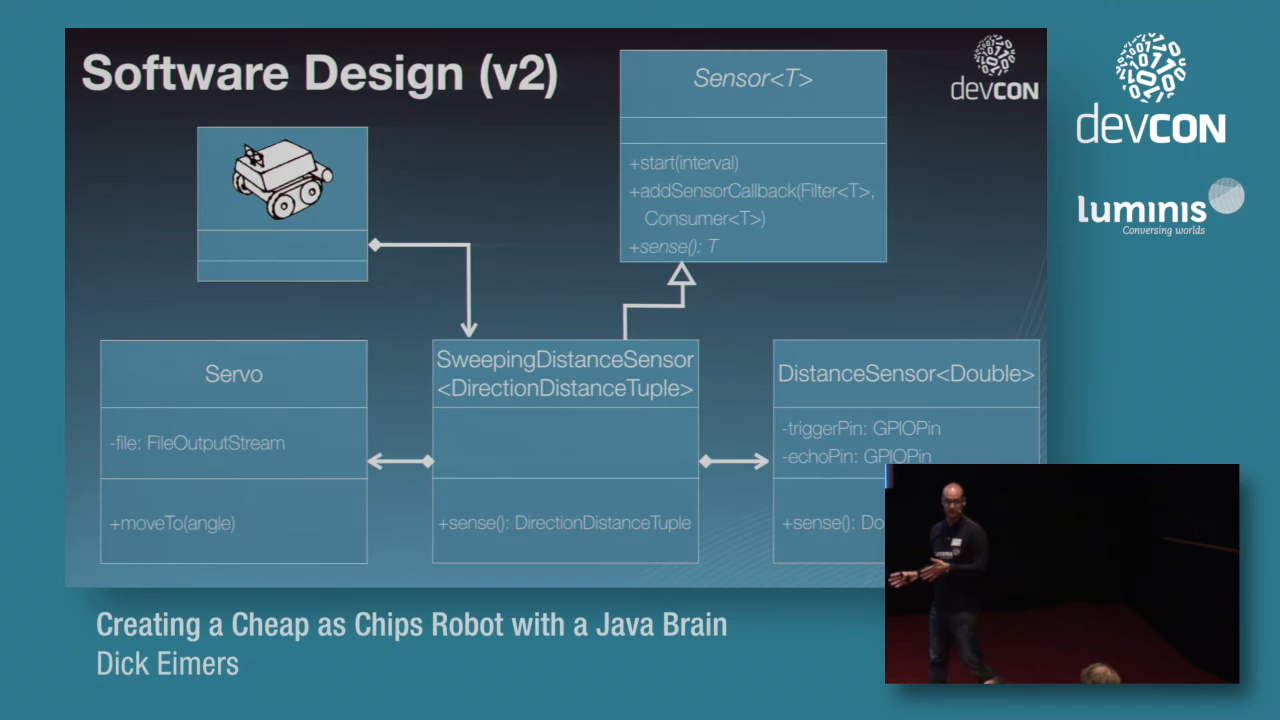 Software Design (v2)
Sensor<T>
devcon
+start(interval)
+addSensorCallback(Filter<T>,
Consumer<T>)
+sense(): T
Servo
-file: FileOutputStream
+moveTo(angle)
SweepingDistanceSensor
<DirectionDistanceTuple>
+sense(): DirectionDistanceTuple
DistanceSensor<Double>
-triggerPin: GPIOPin
-echoPin: GPIOPin
+sense(): Do
devcon
luminis
Conversing worlds
Creating a Cheap as Chips Robot with a Java Brain
Dick Eimers